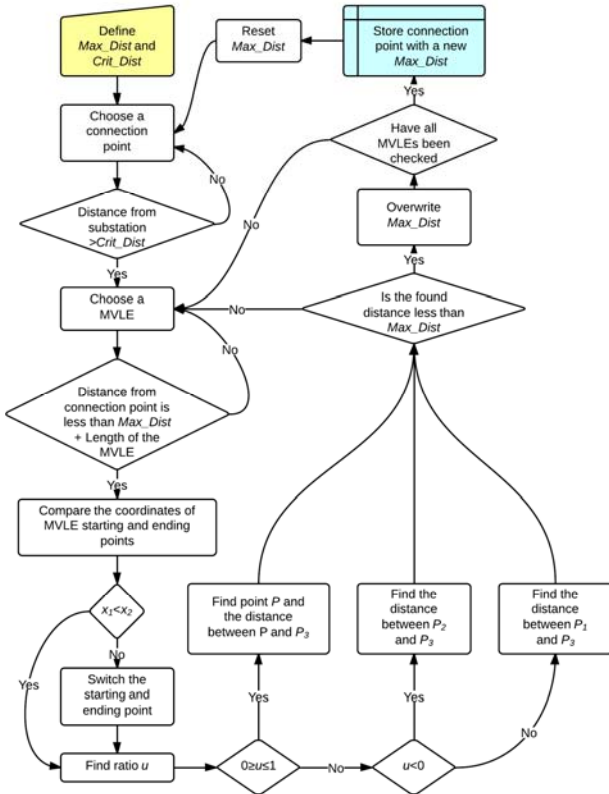 Define
Max_Dist and
Crit_Dist
Reset
Max_Dist
Store connection
point with a new
Max_Dist
Yes
Choose a
connection
point
Have all
MVLEs been
checked
No
No
Distance from
substation
>Crit_Dist
Overwrite
Max_Dist
Yes
Yes
Choose a
MVLE
No
Is the found
distance less than
Max_Dist
No
Distance from
connection point is
less than Max_Dist
+ Length of the
MVLE
Yes
Compare the coordinates of
MVLE starting and ending
points
x1<x2
No
Yes
Switch the
starting and
ending point
Find ratio u
Find point P and
the distance
between P and P3
Find the
distance
between P2
and P3
Find the
distance
between P1
and P3
Yes
Yes
No
0≥u≤1
No
u<0